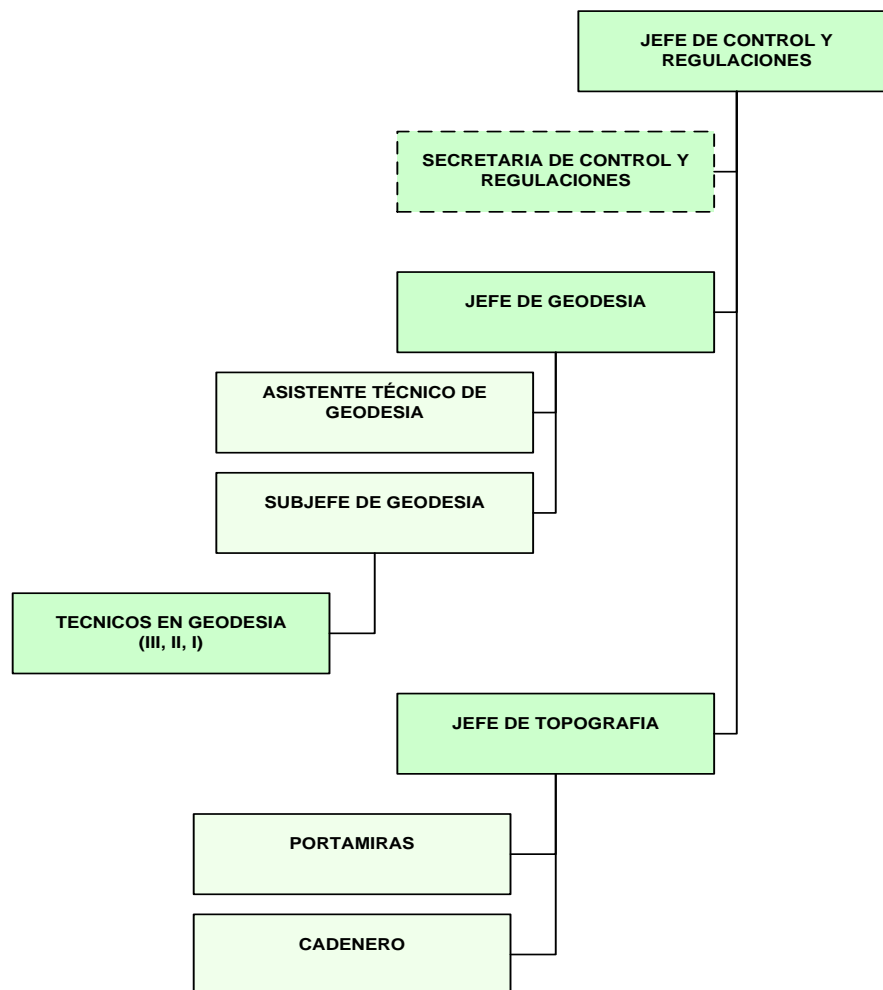 JEFE DE CONTROL Y
REGULACIONES
SECRETARIA DE CONTROL Y
REGULACIONES
JEFE DE GEODESIA
ASISTENTE TÉCNICO DE
GEODESIA
SUBJEFE DE GEODESIA
TECNICOS EN GEODESIA
(III, II, I)
JEFE DE TOPOGRAFIA
PORTAMIRAS
CADENERO